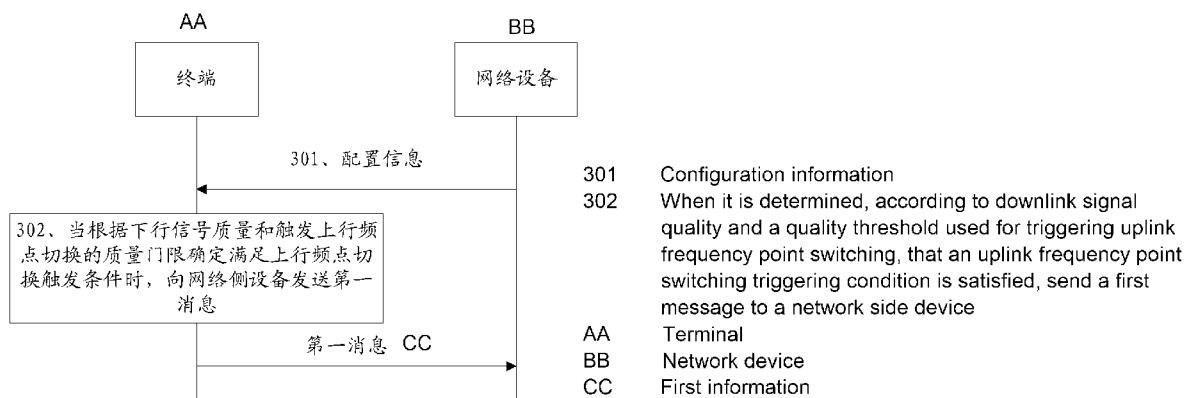 AA
BB
终端
网络设备
301、配置信息
302、当根据下行信号质量和触发上行频
点切换的质量门限确定满足上行频点切
换触发条件时，向网络侧设备发送第一
消息
第一消息 CC
301 Configuration information
302 When it is determined, according to downlink signal
quality and a quality threshold used for triggering uplink
frequency point switching, that an uplink frequency point
switching triggering condition is satisfied, send a first
message to a network side device
AA Terminal
BB Network device
CC First information